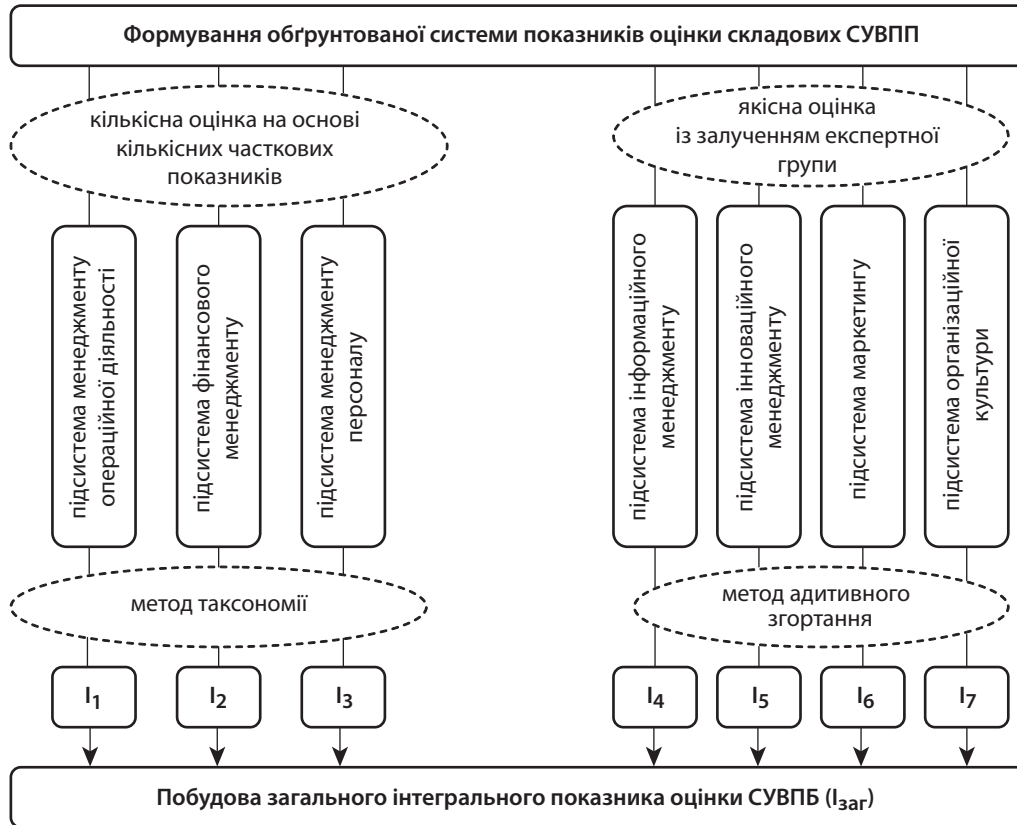 Формування обґрунтованої системи показників оцінки складових СУВПП
кількісна оцінка на основі
кількісних часткових
показників
якісна оцінка
із залученням експертної
групи
підсистема менеджменту
операційної діяльності
підсистема фінансового
менеджменту
підсистема менеджменту
персоналу
підсистема інформаційного
менеджменту
підсистема інноваційного
менеджменту
підсистема маркетингу
підсистема організаційної
культури
метод таксономії
метод адитивного
згортання
I1
I2
I3
I4
I5
I6
I7
Побудова загального інтегрального показника оцінки СУВПБ (Iзаг)